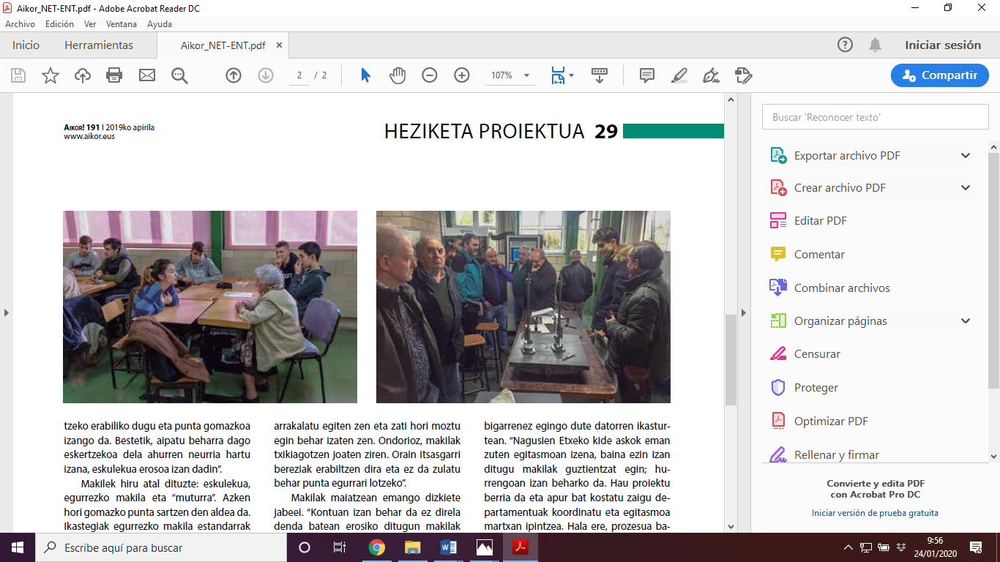 Aikor_NET-ENT.pdf - Adobe Acrobat Reader DC
Archivo Edición Ver Ventana Ayuda
Inicio Herramientas Aikor_NET-ENT.pdf × Iniciar sesión
2 / 2 107% Compartir
AIKOR! 191 I 2019ko apirila
www.aikor.eus
HEZIKETA PROIEKTUA 29
tzeko erabiliko dugu eta punta gomazkoa
izango da. Bestetik, aipatu beharra dago
eskertzekoa dela ahurren neurria hartu
izana, eskulekua erosoa izan dadin”.
Makilek hiru atal dituzte: eskulekua,
egurrezko makila eta “muturra”. Azken
hori gomazko punta sartzen den aldea da.
Ikastegiak egurrezko makila estandarrak
arrakalatu egiten zen eta zati hori moztu
egin behar izaten zen. Ondorioz, makilak
txikiagotzen joaten ziren. Orain itsasgarri
bereziak erabiltzen dira eta ez da zulatu
behar punta egurrari lotzeko”.
Makilak maiatzean emango dizkiete
jabeei. “Kontuan izan behar da ez direla
denda batean erosiko ditugun makilak
bigarrenez egingo dute datorren ikastur-
tean. “Nagusien Etxeko kide askok eman
zuten egitasmoan izena, baina ezin izan
ditugu makilak guztientzat egin; hu-
rrengoan izan beharko da. Hau proiektu
berria da eta apur bat kostatu zaigu de-
partamentuak koordinatu eta egitasmoa
martxan ipintzea. Hala ere, prozesua ba-
Buscar 'Reconocer texto'
Exportar archivo PDF
Crear archivo PDF
Editar PDF
Comentar
Combinar archivos
Organizar páginas
Censurar
Proteger
Optimizar PDF
Rellenar y firmar
Convierte y edita PDF
con Acrobat Pro DC
Iniciar versión de prueba gratuita
Escribe aquí para buscar
9:56
24/01/2020